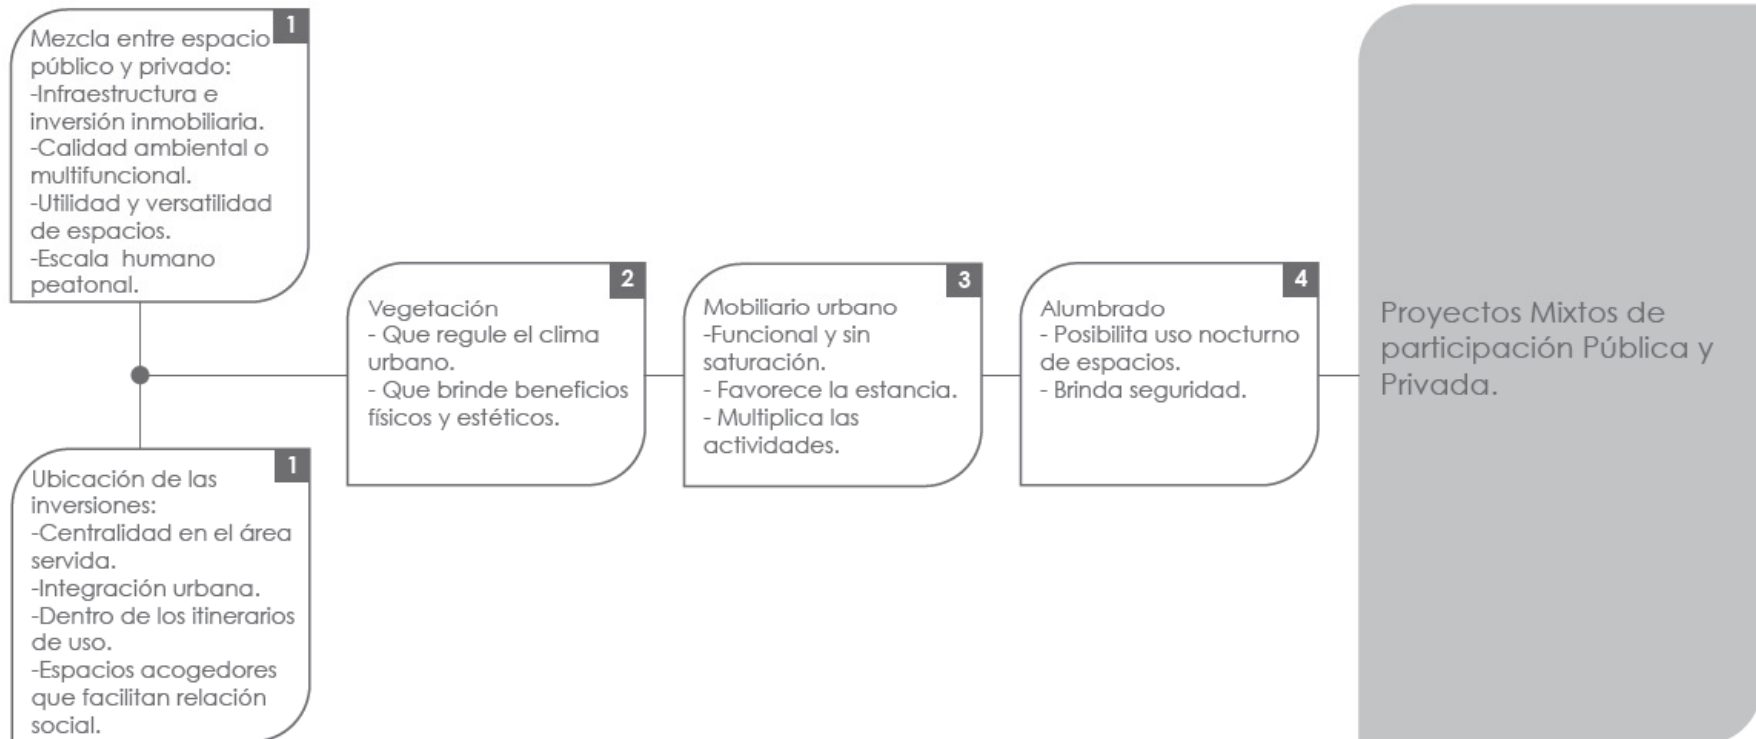 1
Mezcla entre espacio
público y privado:
-Infraestructura e
inversión inmobiliaria.
-Calidad ambiental o
multifuncional.
-Utilidad y versatilidad
de espacios.
-Escala humano
peatonal.
1
Ubicación de las
inversiones:
-Centralidad en el área
servida.
-Integración urbana.
-Dentro de los itinerarios
de uso.
-Espacios acogedores
que facilitan relación
social.
2
Vegetación
- Que regule el clima
urbano.
- Que brinde beneficios
físicos y estéticos.
3
Mobiliario urbano
-Funcional y sin
saturación.
- Favorece la estancia.
- Multiplica las
actividades.
4
Alumbrado
- Posibilita uso nocturno
de espacios.
- Brinda seguridad.
Proyectos Mixtos de
participación Pública y
Privada.